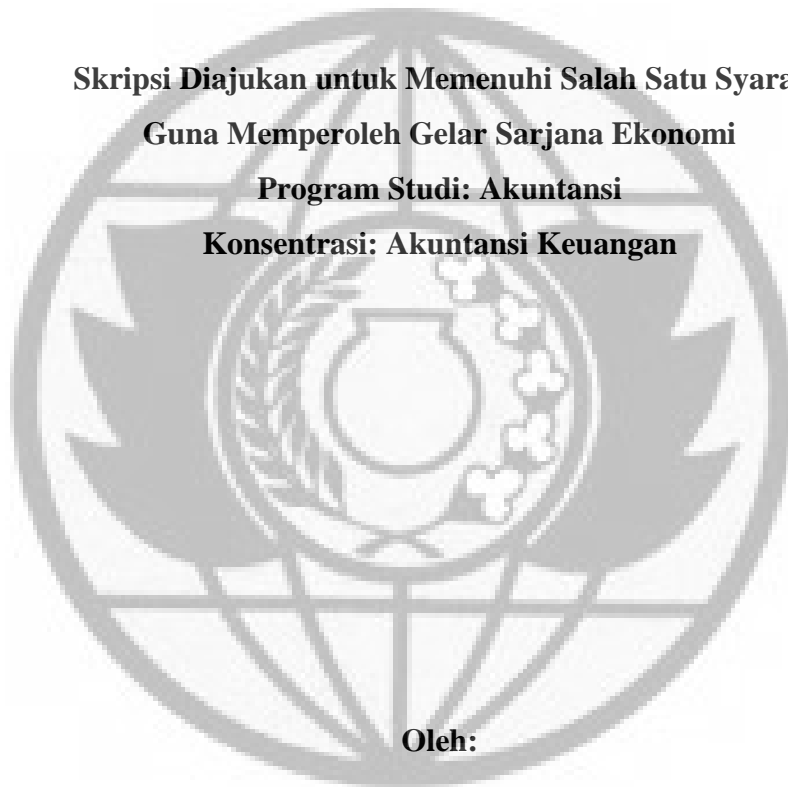 Skripsi Diajukan untuk Memenuhi Salah Satu Syara
Guna Memperoleh Gelar Sarjana Ekonomi
Program Studi: Akuntansi
Konsentrasi: Akuntansi Keuangan
Oleh: